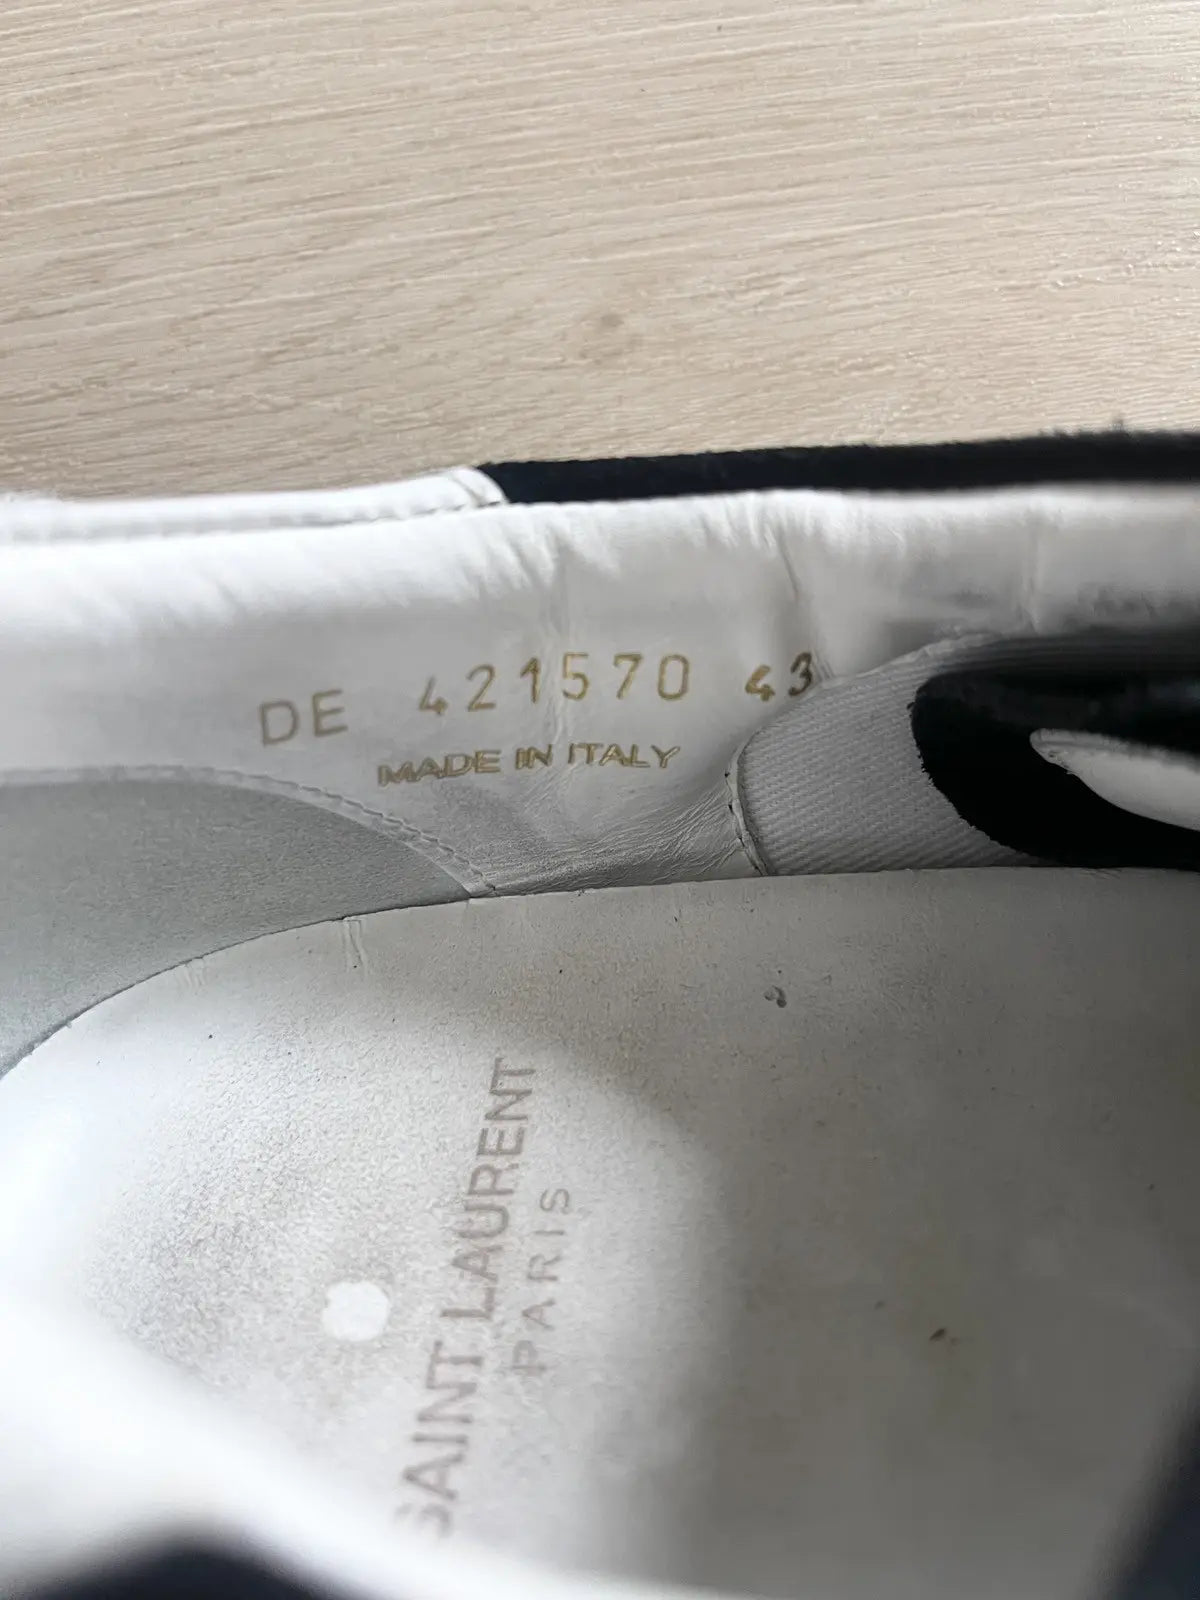 DE 421570 43
MADE IN ITALY
SAINT LAURENT
PARIS